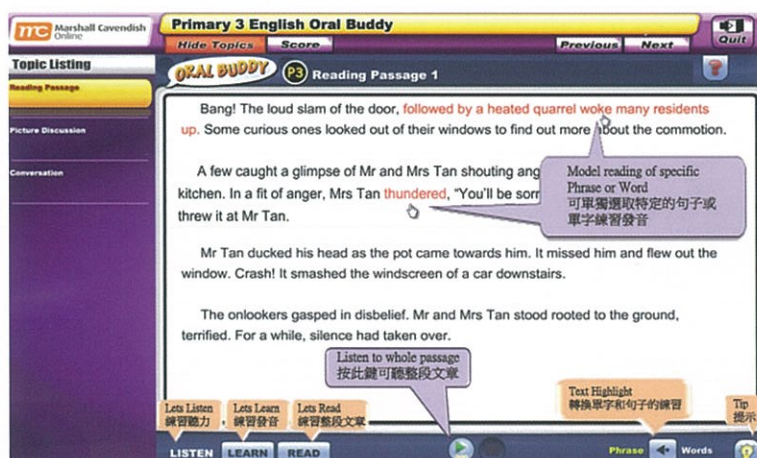 mc Marshall Cavendish
Online
Primary 3 English Oral Buddy
Hide Topics Score Previous Next Quit
Topic Listing
ORAL BUDDY P3 Reading Passage 1 ?
Reading Passage
Picture Discussion
Conversation
Bang! The loud slam of the door, followed by a heated quarrel woke many residents
up. Some curious ones looked out of their windows to find out more about the commotion.
A few caught a glimpse of Mr and Mrs Tan shouting ang
kitchen. In a fit of anger, Mrs Tan thundered, "You'll be sorr
threw it at Mr Tan.
Model reading of specific
Phrase or Word
可單獨選取特定的句子或
單字練習發音
Mr Tan ducked his head as the pot came towards him. It missed him and flew out the
window. Crash! It smashed the windscreen of a car downstairs.
The onlookers gasped in disbelief. Mr and Mrs Tan stood rooted to the ground,
terrified. For a while, silence had taken over.
Listen to whole passage
按此鍵可聽整段文章
Lets Listen
練習聽力
Lets Learn
練習發音
Lets Read
練習整段文章
Text Highlight
轉換單字和句子的練習
Tip
提示
LISTEN LEARN READ Phrase Words